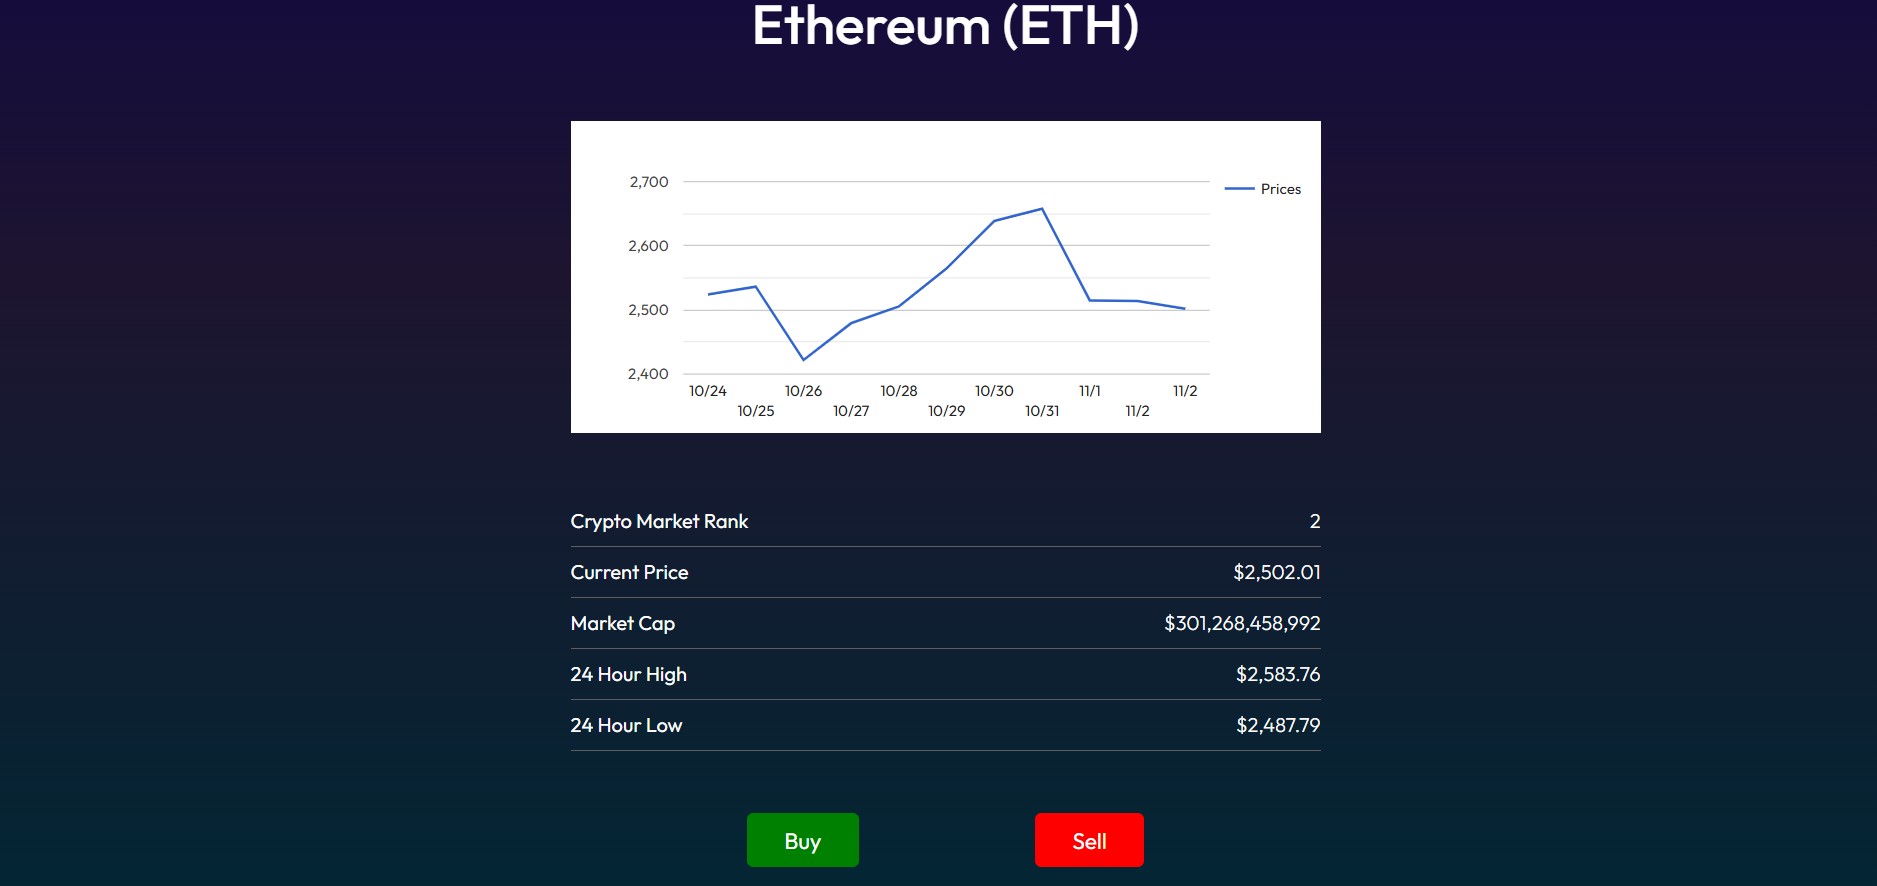 Ethereum (ETH)
2,700
Prices
2,600
2,500
2,400
10/24 10/26 10/28 10/30 11/1 11/2
10/25 10/27 10/29 10/31 11/2
Crypto Market Rank 2
Current Price $2,502.01
Market Cap $301,268,458,992
24 Hour High $2,583.76
24 Hour Low $2,487.79
Buy Sell